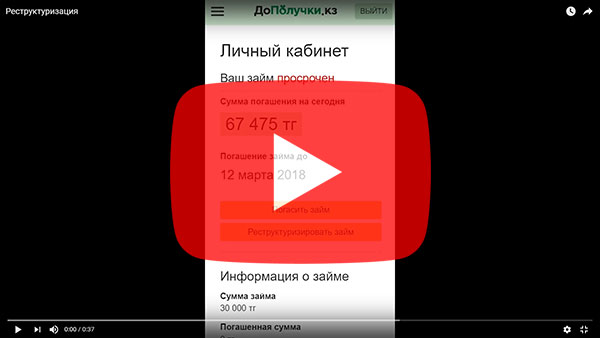 Реструктуризация
ДоПолучки.кз
ВЫЙТИ
Личный кабинет
Ваш займ просрочен
Сумма погашения на сегодня
67 475 тг
Погашение займа до
12 марта 2018
Погасить займ
Реструктуризировать займ
Информация о займе
Сумма займа
30 000 тг
Погашенная сумма
0:00 / 0:37